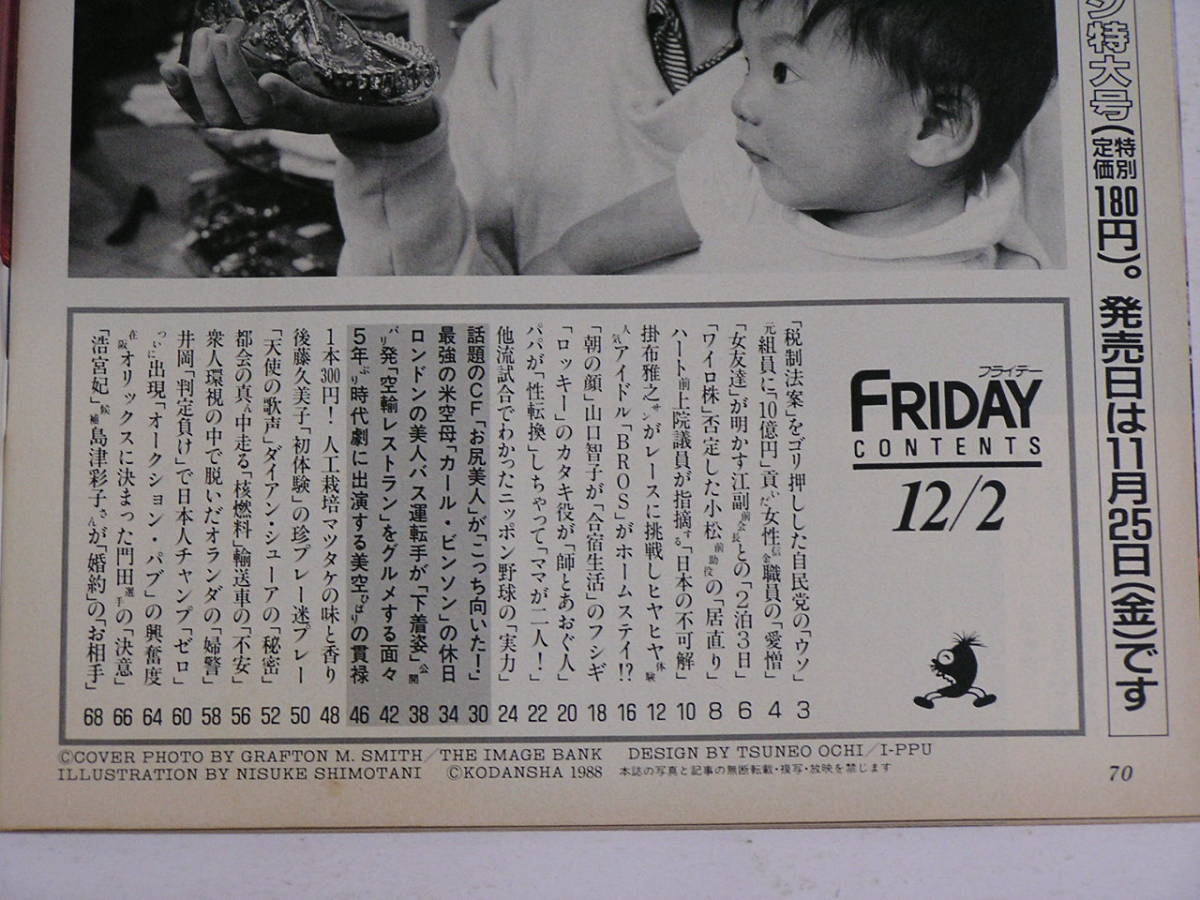 ン特大号(特別定価180円)。発売日は11月25日(金)です
フライデー
FRIDAY
CONTENTS
12/2
「税制法案」をゴリ押しした自民党の「ウソ」 3
元組員に「10億円」貢いだ女性信金職員の「愛憎」 4
「女友達」が明かす江副前会長との「2泊3日」 6
「ワイロ株」否定した小松前助役の「居直り」 8
ハート前上院議員が指摘する「日本の不可解」 10
掛布雅之サンがレースに挑戦しヒヤヒヤ体験 12
人気アイドル「BROS」がホームステイ!? 16
「朝の顔」山口智子が「合宿生活」のフシギ 18
「ロッキー」のカタキ役が「師とあおぐ人」 20
パパが「性転換」しちゃって「ママが二人!」 22
他流試合でわかったニッポン野球の「実力」 24
話題のCF「お尻美人」が「こっち向いた!」 30
最強の米空母「カール・ビンソン」の休日 34
ロンドンの美人バス運転手が「下着姿」公開 38
パリ発「空輸レストラン」をグルメする面々 42
5年ぶり時代劇に出演する美空ひばりの貫禄 46
1本300円!人工栽培マツタケの味と香り 48
後藤久美子「初体験」の珍プレー迷プレー 50
「天使の歌声」ダイアン・シューアの「秘密」 52
都会の真ん中走る「核燃料」輸送車の「不安」 56
衆人環視の中で脱いだオランダの「婦警」 58
井岡「判定負け」で日本人チャンプ「ゼロ」 60
ついに出現「オークション・パブ」の興奮度 64
在阪オリックスに決まった門田選手の「決意」 66
「浩宮妃」候補島津彩子さんが「婚約」の「お相手」 68
©COVER PHOTO BY GRAFTON M. SMITH/THE IMAGE BANK DESIGN BY TSUNEO OCHI/I-PPU
ILLUSTRATION BY NISUKE SHIMOTANI ©KODANSHA 1988 本誌の写真と記事の無断転載・複写・放映を禁じます
70